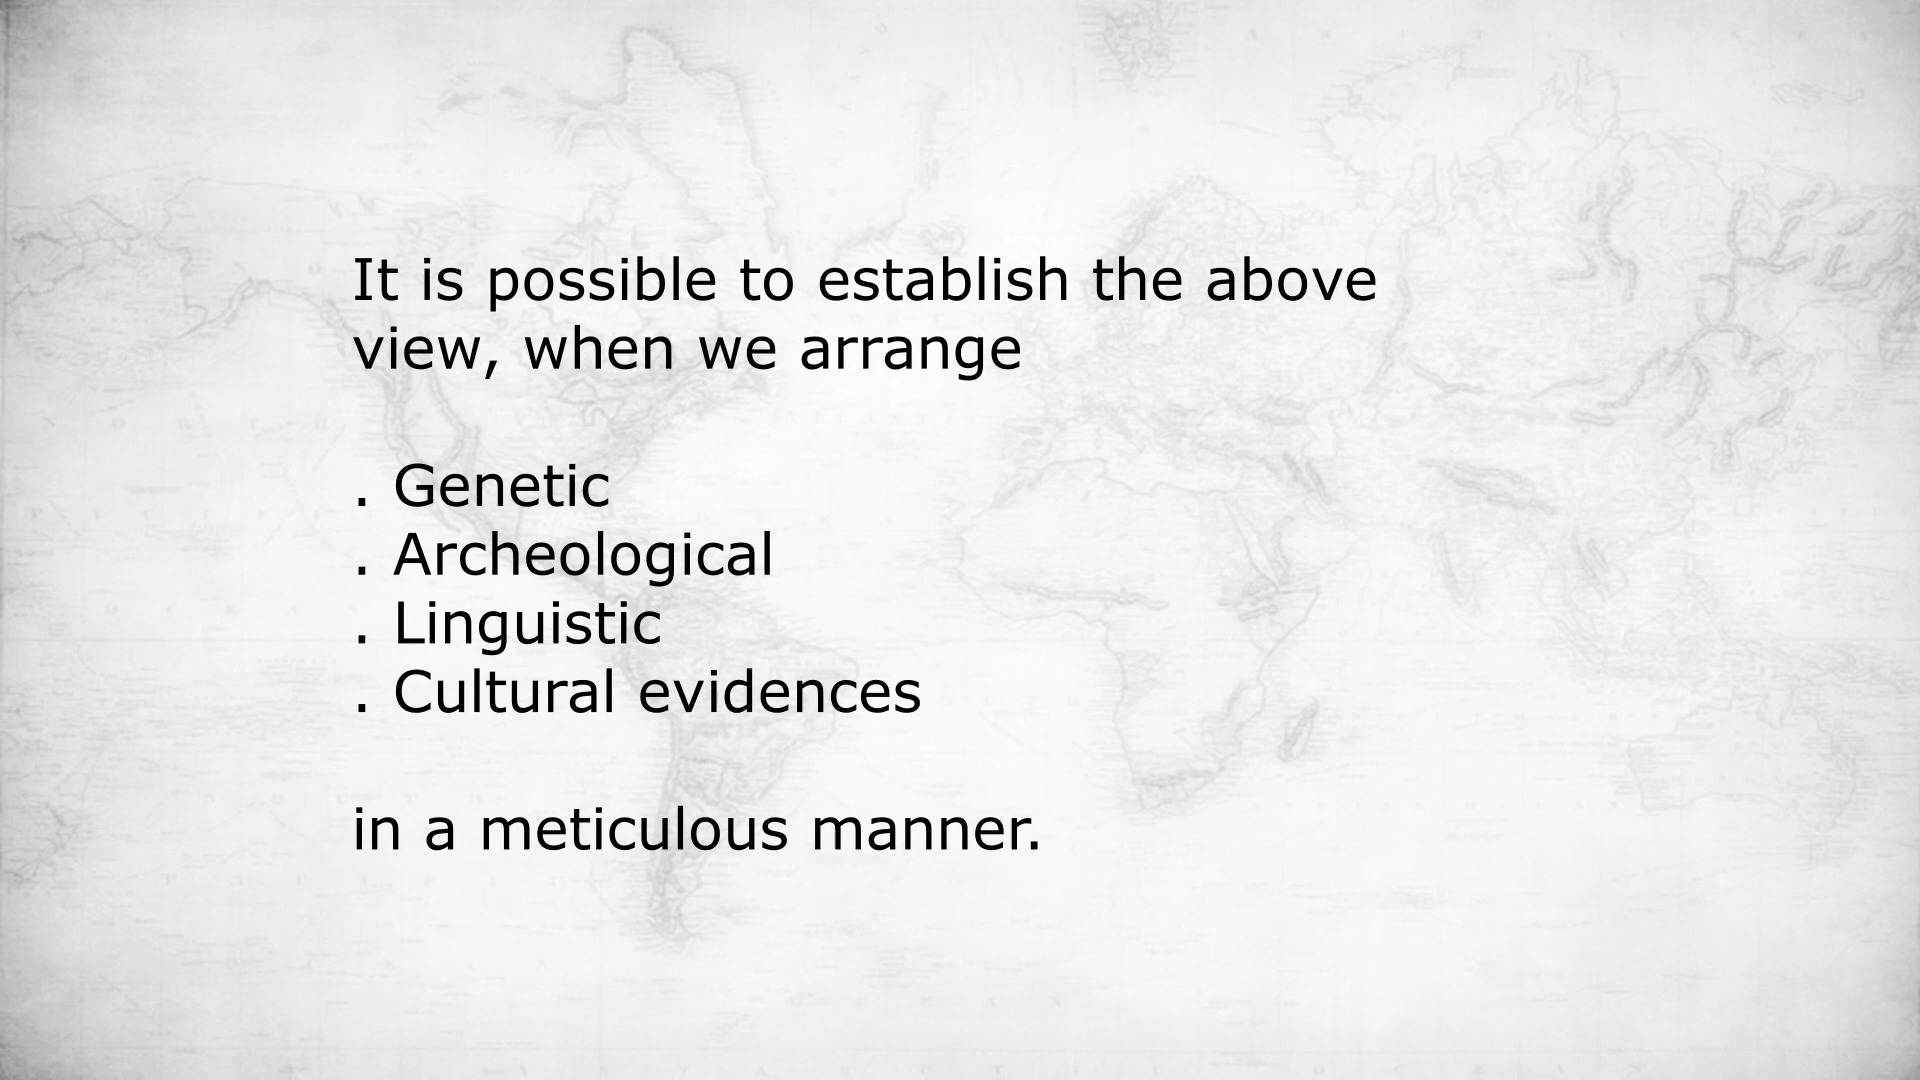 It is possible to establish the above
view, when we arrange
. Genetic
. Archeological
. Linguistic
. Cultural evidences
in a meticulous manner.